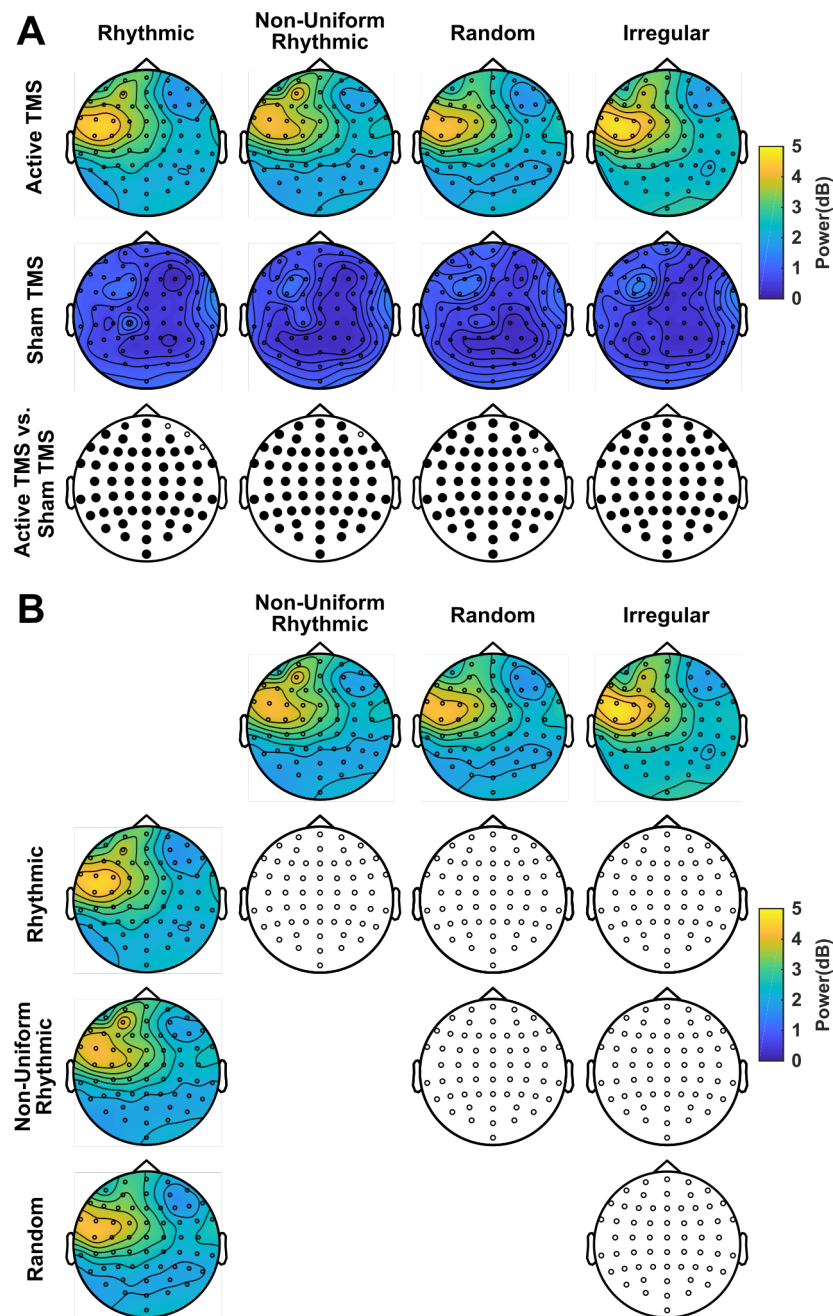 A
Rhythmic
Non-Uniform
Rhythmic
Random
Irregular
Active TMS
5
4
3
2
1
0
Power(dB)
Sham TMS
Active TMS vs.
Sham TMS
B
Non-Uniform
Rhythmic
Random
Irregular
Rhythmic
5
4
3
2
1
0
Power(dB)
Non-Uniform
Rhythmic
Random